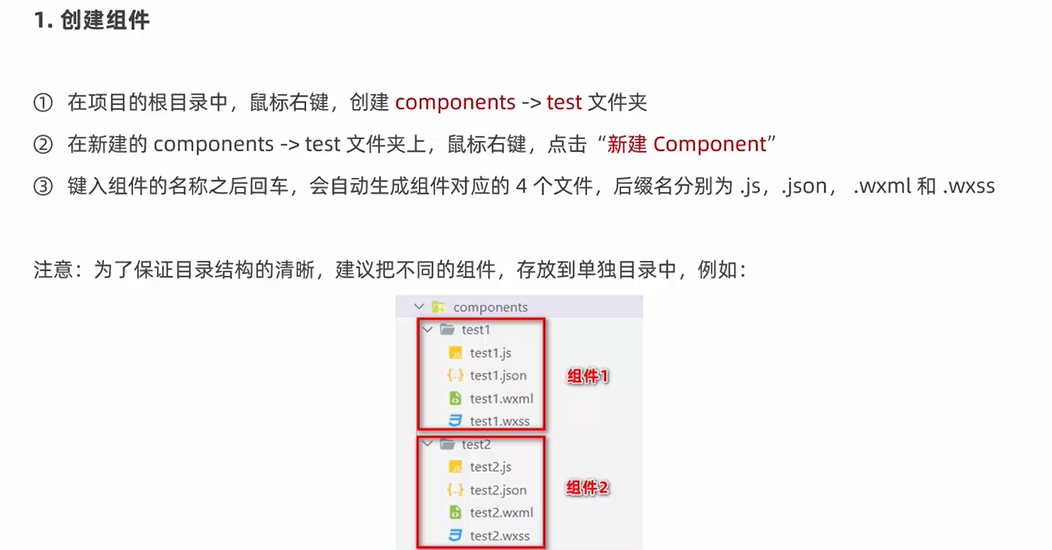 1. 创建组件
① 在项目的根目录中，鼠标右键，创建 components -> test 文件夹
② 在新建的 components -> test 文件夹上，鼠标右键，点击“新建 Component”
③ 键入组件的名称之后回车，会自动生成组件对应的 4 个文件，后缀名分别为 .js，.json， .wxml 和 .wxss
注意：为了保证目录结构的清晰，建议把不同的组件，存放到单独目录中，例如：
components
test1
test1.js
test1.json
组件1
test1.wxml
test1.wxss
test2
test2.js
test2.json
组件2
test2.wxml
test2.wxss